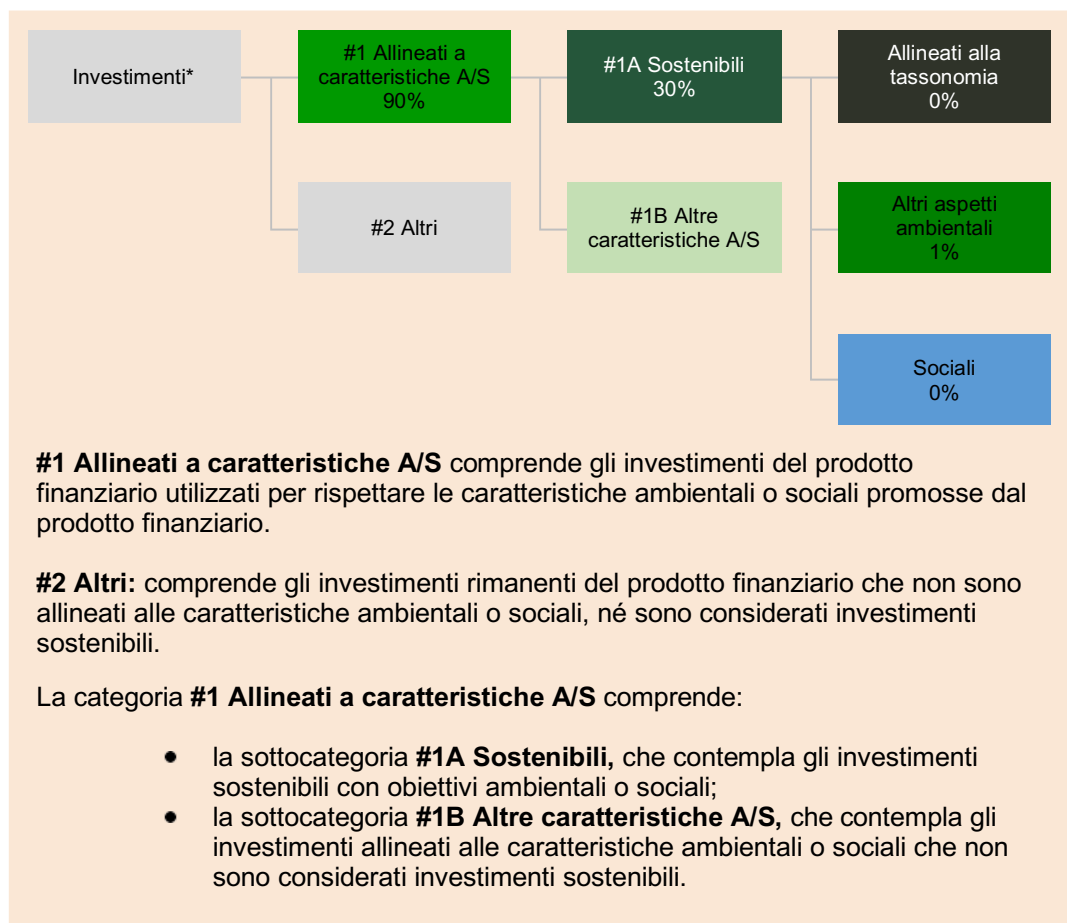 Investimenti*
#1 Allineati a
caratteristiche A/S
90%
#1A Sostenibili
30%
Allineati alla
tassonomia
0%
#2 Altri
#1B Altre
caratteristiche A/S
Altri aspetti
ambientali
1%
Sociali
0%
#1 Allineati a caratteristiche A/S comprende gli investimenti del prodotto
finanziario utilizzati per rispettare le caratteristiche ambientali o sociali promosse dal
prodotto finanziario.
#2 Altri: comprende gli investimenti rimanenti del prodotto finanziario che non sono
allineati alle caratteristiche ambientali o sociali, né sono considerati investimenti
sostenibili.
La categoria #1 Allineati a caratteristiche A/S comprende:
• la sottocategoria #1A Sostenibili, che contempla gli investimenti
sostenibili con obiettivi ambientali o sociali;
• la sottocategoria #1B Altre caratteristiche A/S, che contempla gli
investimenti allineati alle caratteristiche ambientali o sociali che non
sono considerati investimenti sostenibili.